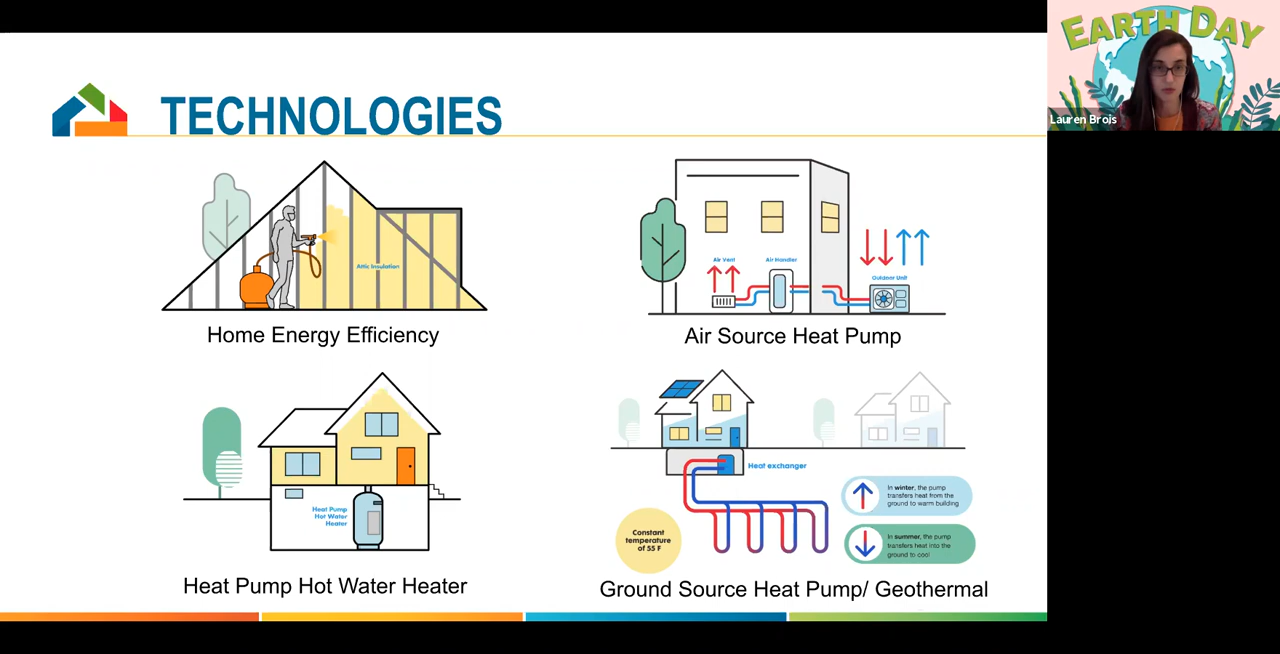 EARTH DAY
Lauren Brois
TECHNOLOGIES
Attic Insulation
Home Energy Efficiency
Air Vent
Air Handler
Outdoor Unit
Air Source Heat Pump
Heat Pump
Hot Water
Heater
Heat Pump Hot Water Heater
Heat exchanger
In winter, the pump
transfers heat from the
ground to warm building
Constant
temperature
of 55 F
In summer, the pump
transfers heat into the
ground to cool
Ground Source Heat Pump/ Geothermal